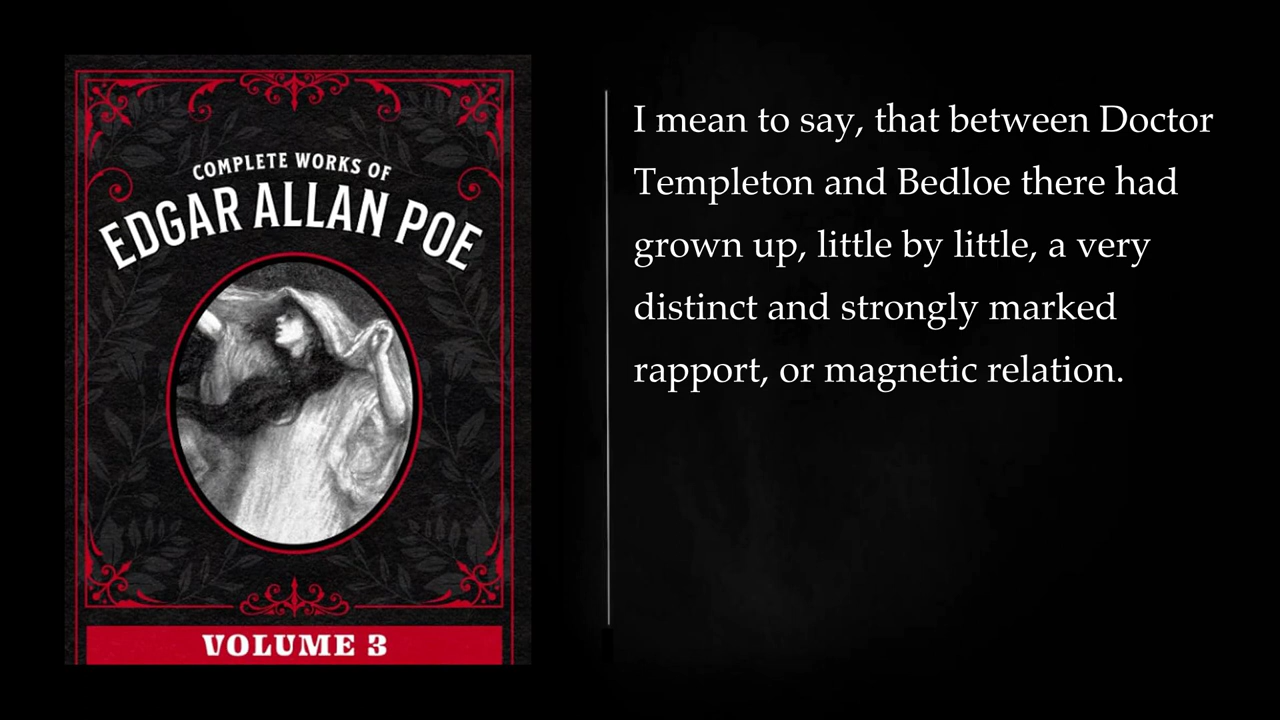 COMPLETE WORKS OF
EDGAR ALLAN POE
VOLUME 3
I mean to say, that between Doctor
Templeton and Bedloe there had
grown up, little by little, a very
distinct and strongly marked
rapport, or magnetic relation.